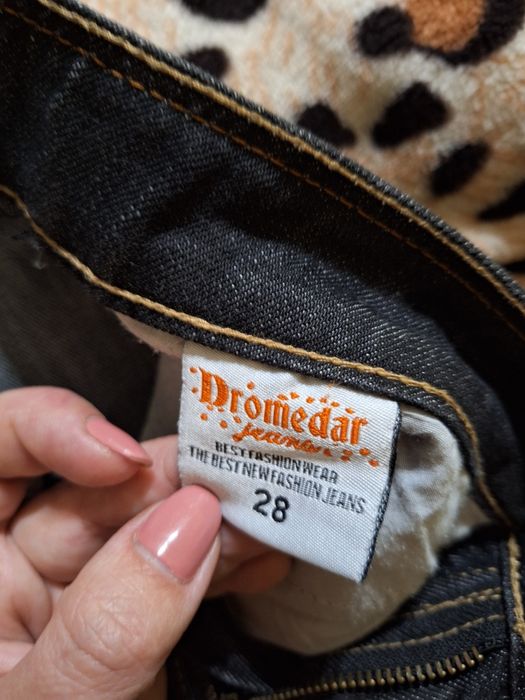 Dromedar
jeans
BEST FASHION WEAR
THE BEST NEW FASHION JEANS
28